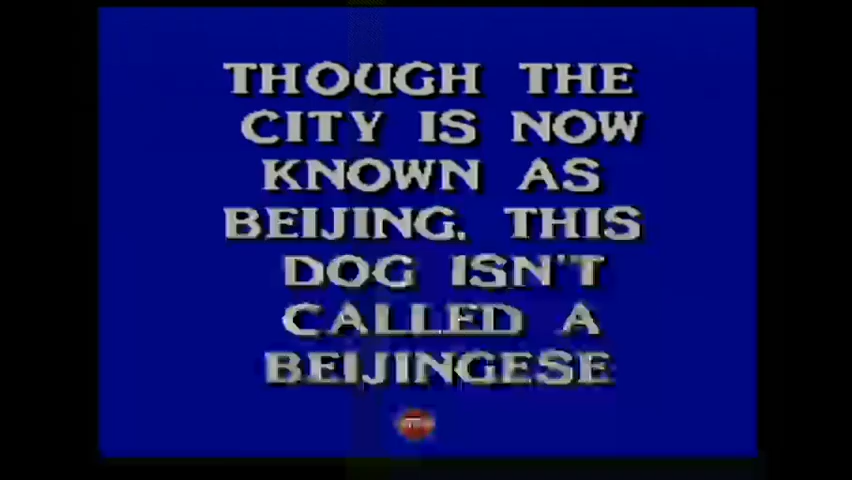 THOUGH THE
CITY IS NOW
KNOWN AS
BEIJING, THIS
DOG ISN'T
CALLED A
BEIJINGESE